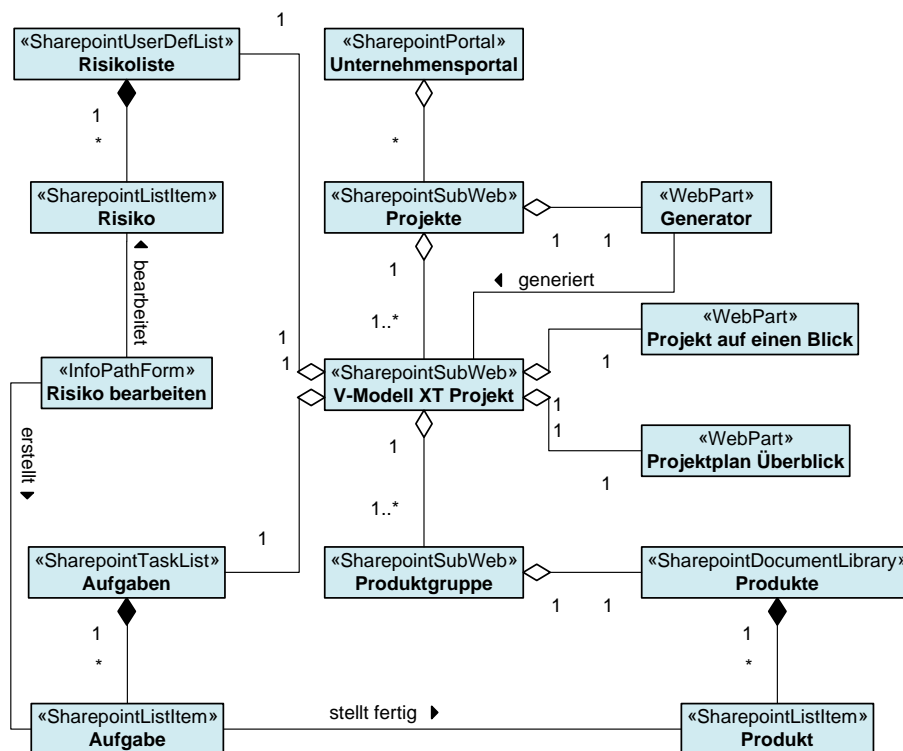 1
«SharepointUserDefList»
Risikoliste
«SharepointPortal»
Unternehmensportal
1
*
1
*
«SharepointListItem»
Risiko
«SharepointSubWeb»
Projekte
«WebPart»
Generator
1
1
1
bearbeitet
generiert
1..*
1
1
«InfoPathForm»
Risiko bearbeiten
«SharepointSubWeb»
V-Modell XT Projekt
«WebPart»
Projekt auf einen Blick
1
1
1
1
«WebPart»
Projektplan Überblick
1
erstellt
1..*
1
«SharepointTaskList»
Aufgaben
«SharepointSubWeb»
Produktgruppe
«SharepointDocumentLibrary»
Produkte
1
1
1
*
1
*
«SharepointListItem»
Aufgabe
stellt fertig
«SharepointListItem»
Produkt